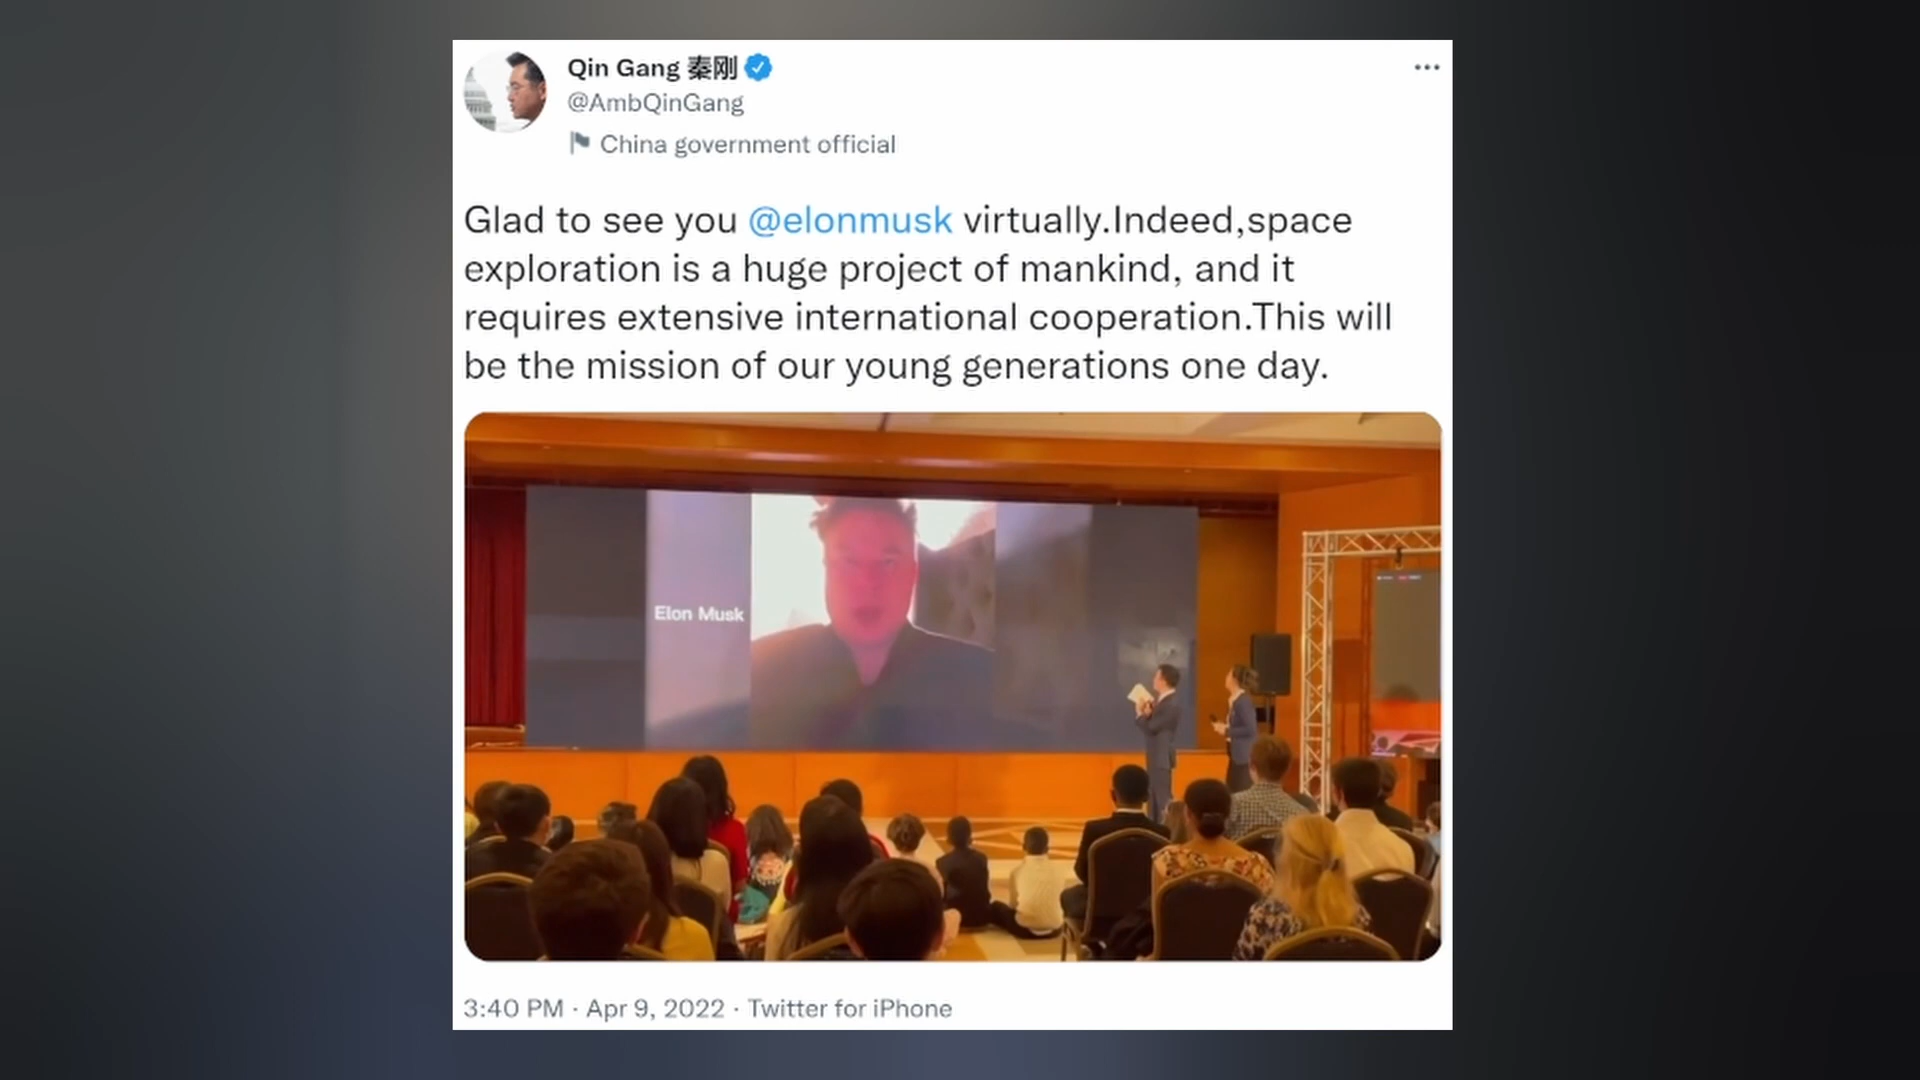 Qin Gang 秦刚
@AmbQinGang
China government official
Glad to see you @elonmusk virtually.Indeed,space
exploration is a huge project of mankind, and it
requires extensive international cooperation.This will
be the mission of our young generations one day.
Elon Musk
3:40 PM · Apr 9, 2022 · Twitter for iPhone